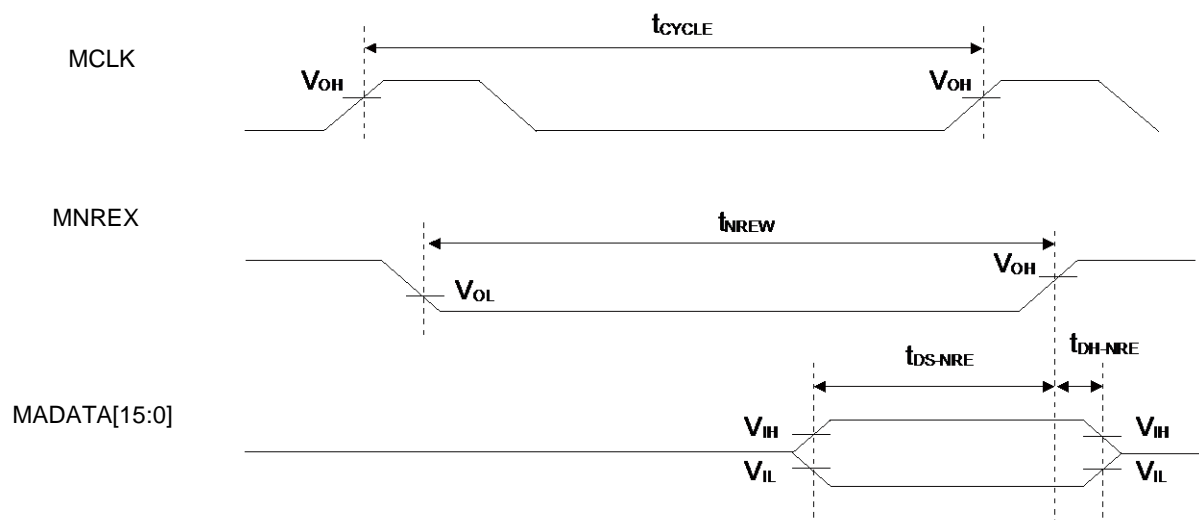 tCYCLE
MCLK
VOH VOH
MNREX
tNREW
VOH
VOL
tDS-NRE tDH-NRE
MADATA[15:0]
VIH VIH
VIL VIL